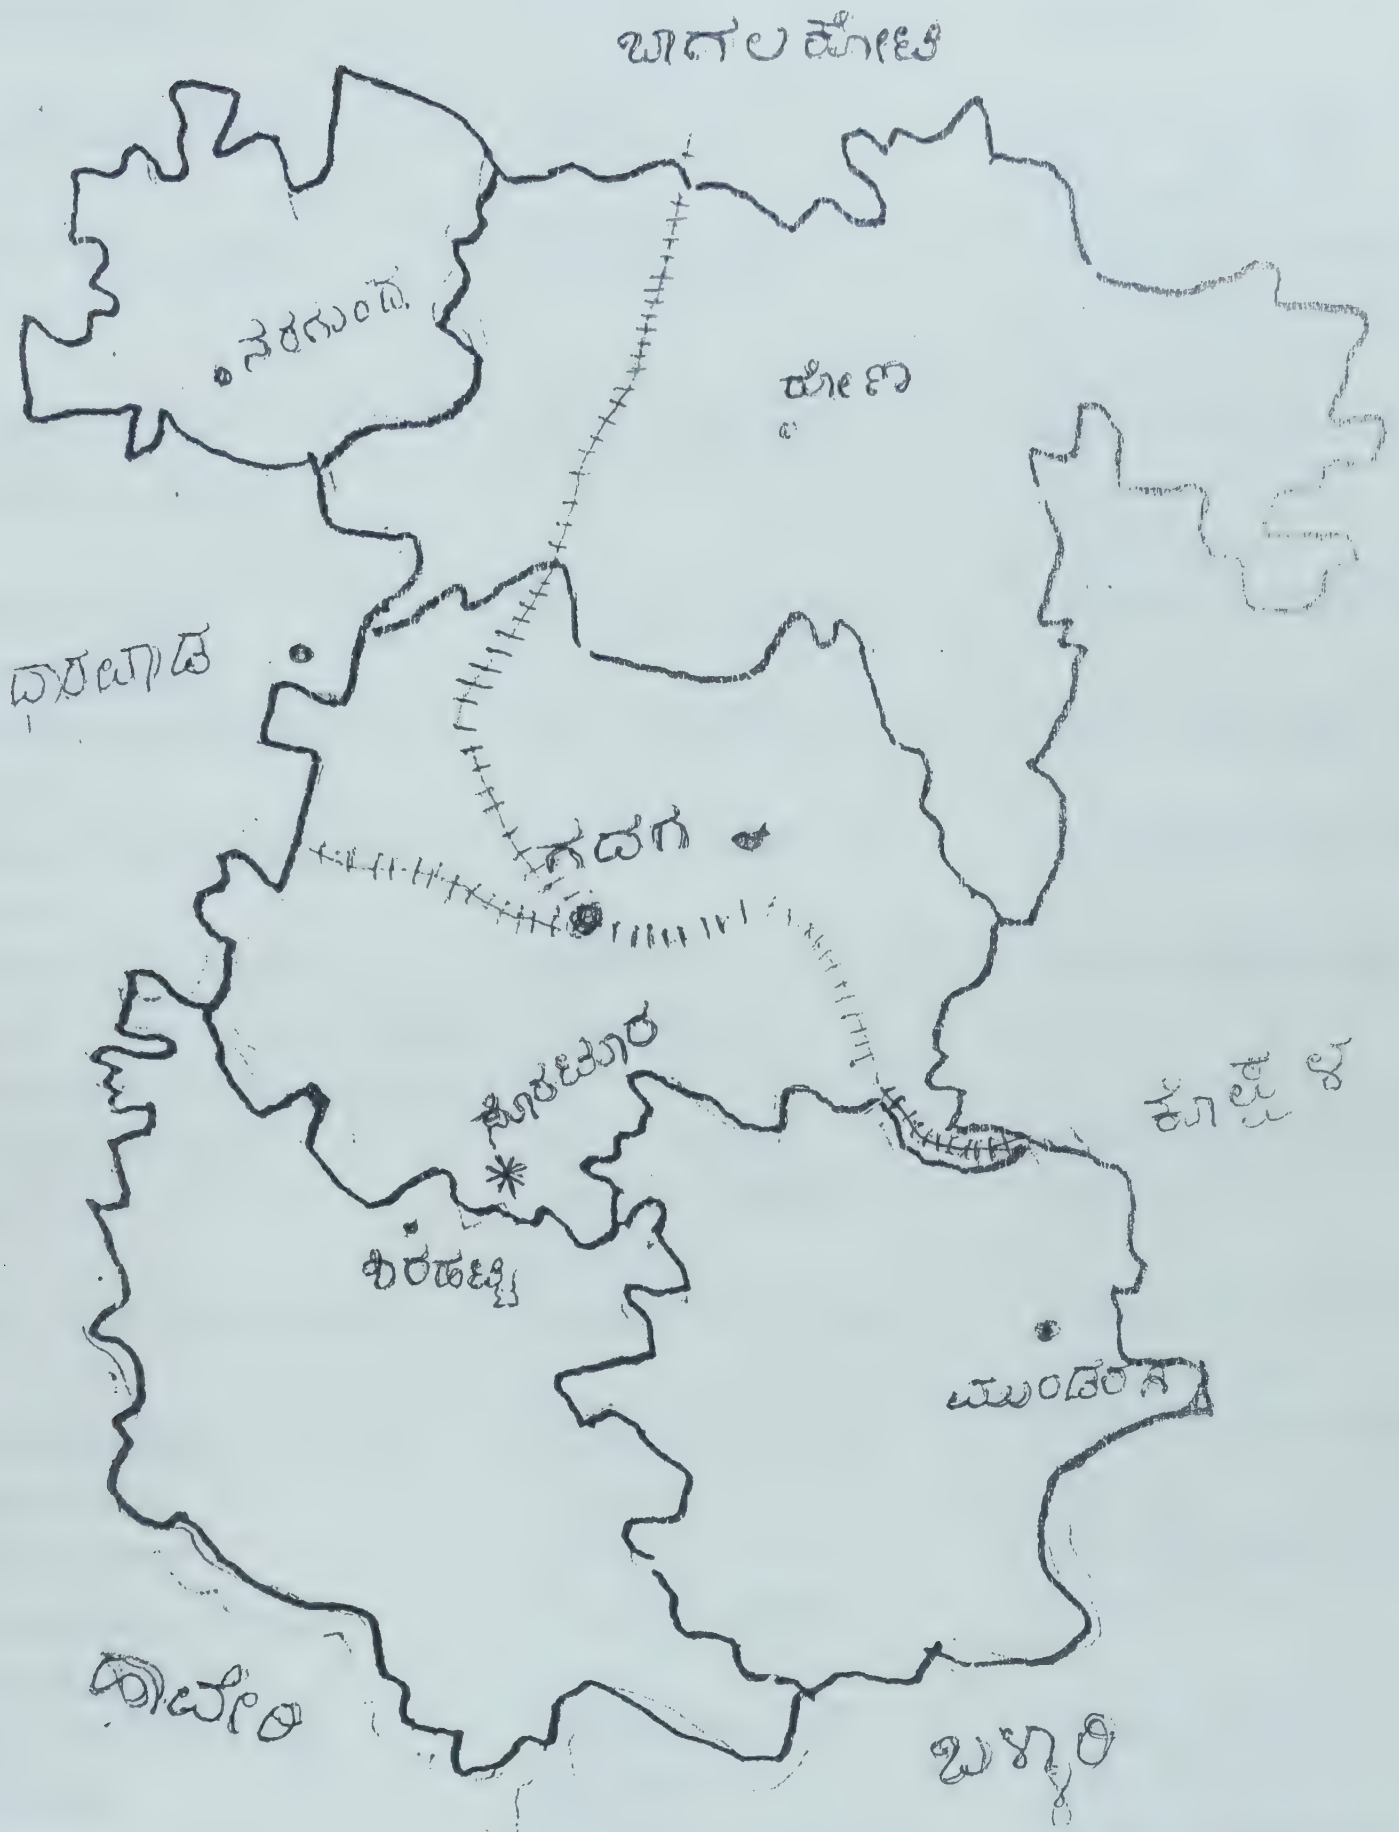 ಬಾಗಲಕೋಟಿ
ನರಗುಂದ
ರೋಣ
ಧಾರವಾಡ
ಗದಗ
ಶಿರಹಟ್ಟಿ
ಕೊಪ್ಪಳ
ಮುಂಡರಗಿ
ಹಾವೇರಿ
ಬಳ್ಳಾರಿ